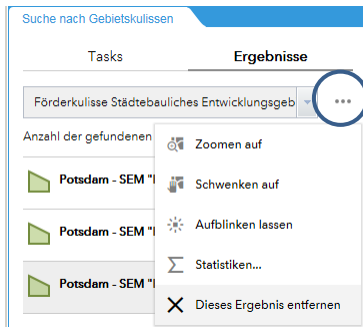 Suche nach Gebietskulissen
Tasks
Ergebnisse
Förderkulisse Städtebauliches Entwicklungsgeb
Anzahl der gefundenen
Zoomen auf
Potsdam - SEM "
Schwenken auf
Potsdam - SEM "
Aufblinken lassen
Statistiken...
Potsdam - SEM "
Dieses Ergebnis entfernen